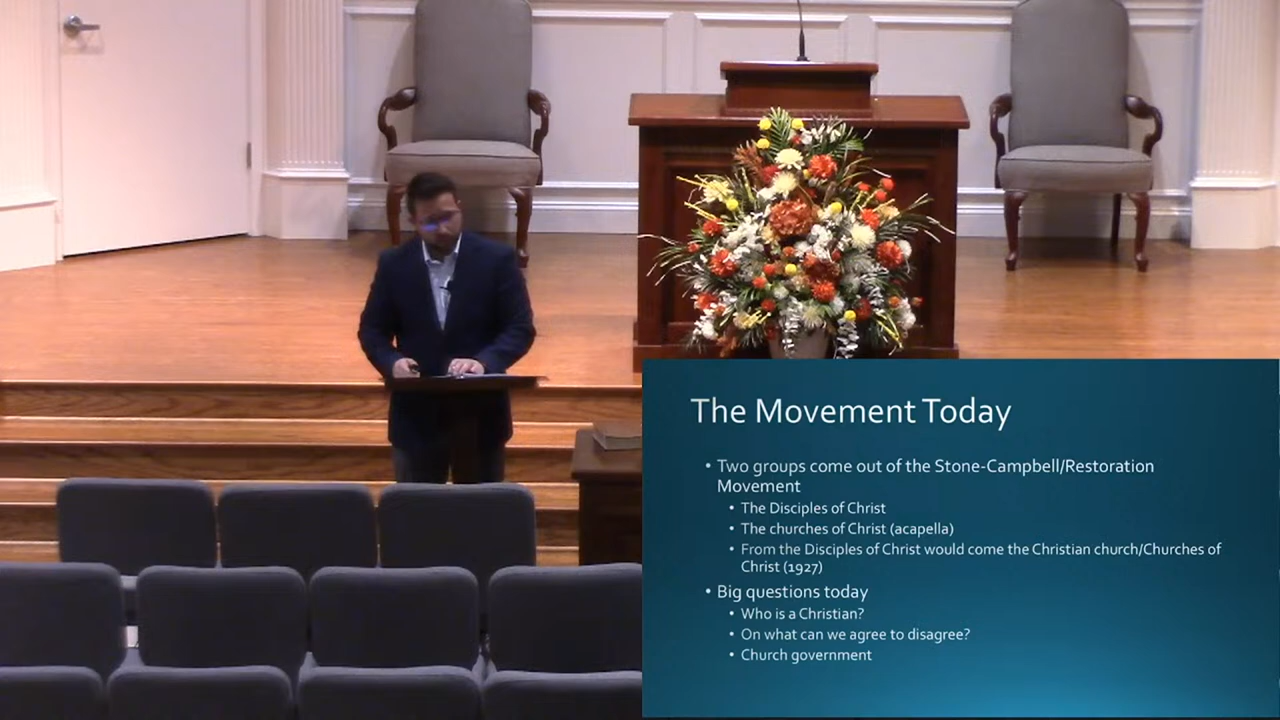 The Movement Today
• Two groups come out of the Stone-Campbell/Restoration
Movement
• The Disciples of Christ
• The churches of Christ (acapella)
• From the Disciples of Christ would come the Christian church/Churches of
Christ (1927)
• Big questions today
• Who is a Christian?
• On what can we agree to disagree?
• Church government